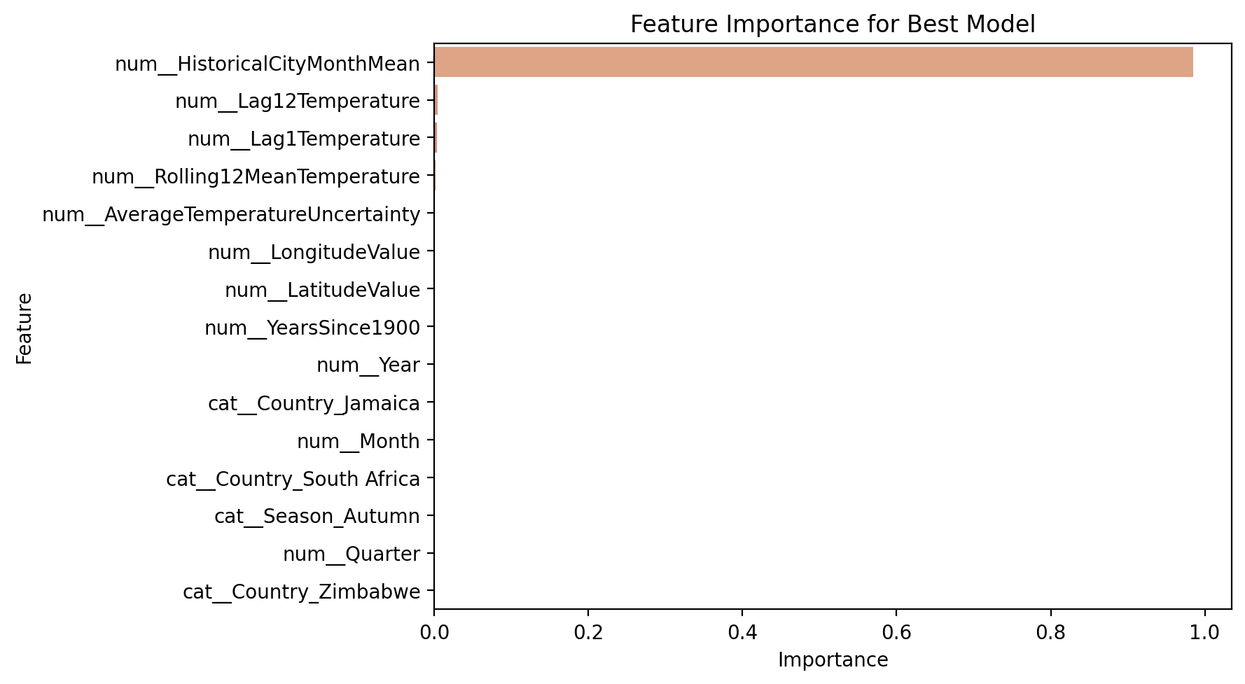 Feature Importance for Best Model
num__HistoricalCityMonthMean
num__Lag12Temperature
num__Lag1Temperature
num__Rolling12MeanTemperature
num__AverageTemperatureUncertainty
num__LongitudeValue
num__LatitudeValue
num__YearsSince1900
num__Year
cat__Country_Jamaica
num__Month
cat__Country_South Africa
cat__Season_Autumn
num__Quarter
cat__Country_Zimbabwe
Feature
0.0 0.2 0.4 0.6 0.8 1.0
Importance